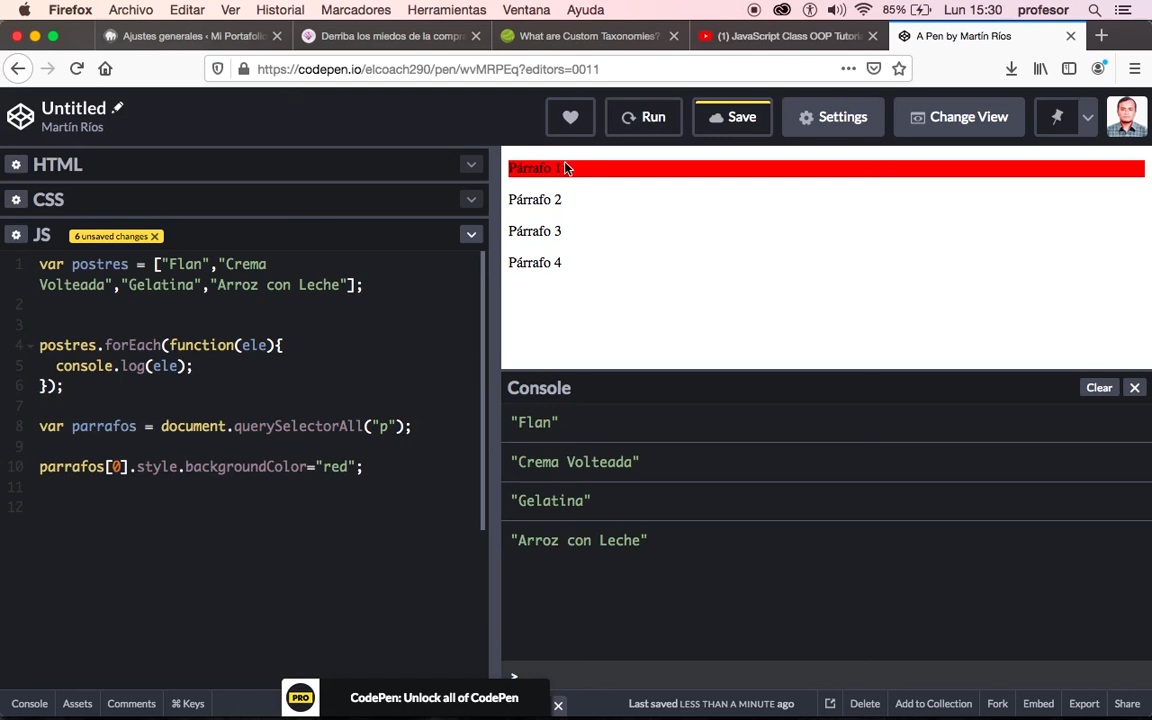 Firefox Archivo Editar Ver Historial Marcadores Herramientas Ventana Ayuda 85% Lun 15:30 profesor
Ajustes generales ‹ Mi Portafolio
Derriba los miedos de la compr
What are Custom Taxonomies?
(1) JavaScript Class OOP Tutori
A Pen by Martín Ríos
https://codepen.io/elcoach290/pen/wvMRPEq?editors=0011
Untitled
Martín Ríos
Run Save Settings Change View
HTML
CSS
JS 6 unsaved changes X
1 var postres = ["Flan","Crema
Volteada","Gelatina","Arroz con Leche"];
2
3
4 postres.forEach(function(ele){
5 console.log(ele);
6 });
7
8 var parrafos = document.querySelectorAll("p");
9
10 parrafos[0].style.backgroundColor="red";
11
12
Párrafo 1
Párrafo 2
Párrafo 3
Párrafo 4
Console Clear
"Flan"
"Crema Volteada"
"Gelatina"
"Arroz con Leche"
>
PRO CodePen: Unlock all of CodePen
Console Assets Comments ⌘ Keys Last saved LESS THAN A MINUTE ago Delete Add to Collection Fork Embed Export Share